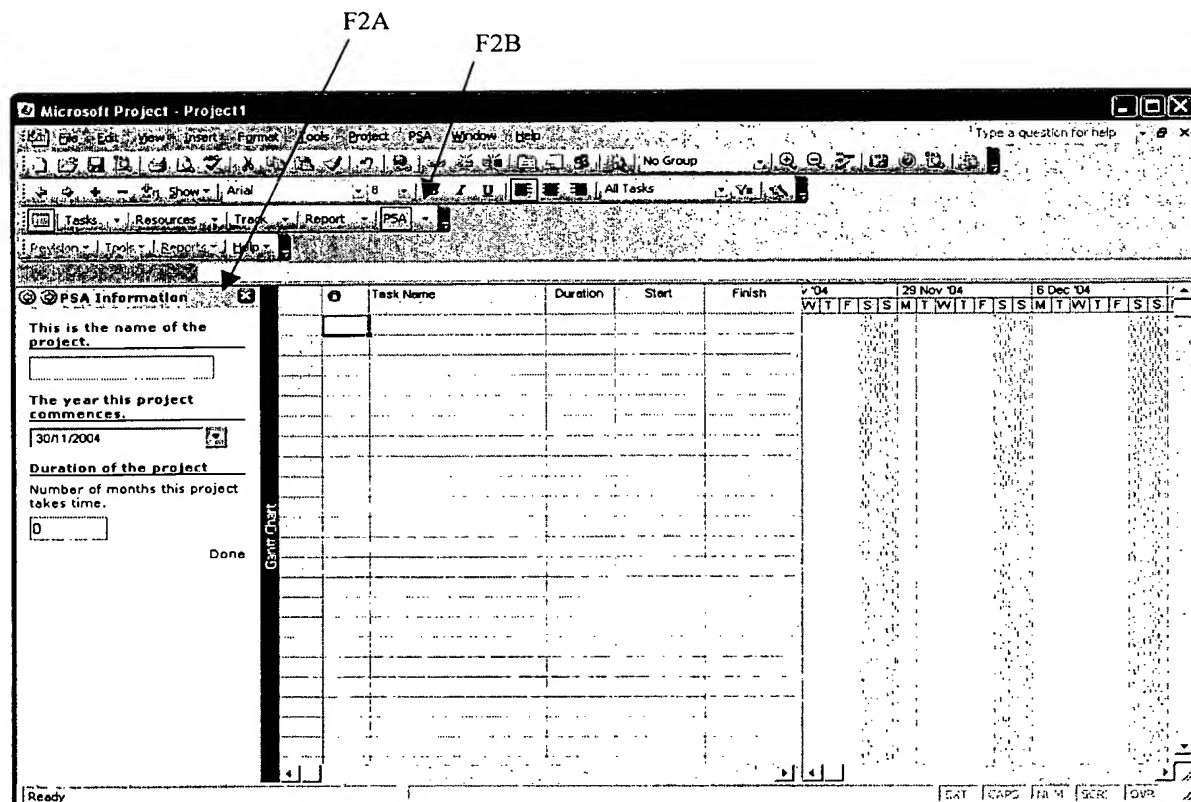 F2A
F2B
Microsoft Project - Project1
File Edit View Insert Format Tools Project PSA Window Help Type a question for help
No Group
Show Arial 8 B I U All Tasks
Tasks Resources Track Report PSA
Revision Tools Reports Help
PSA Information
Task Name Duration Start Finish
v '04 29 Nov '04 6 Dec '04
W T F S S M T W T F S S M T W T F S S
This is the name of the
project.
The year this project
commences.
30/11/2004
Duration of the project
Number of months this project
takes time.
0
Done
Gantt Chart
Ready EXT CAPS NUM SCRL OVR